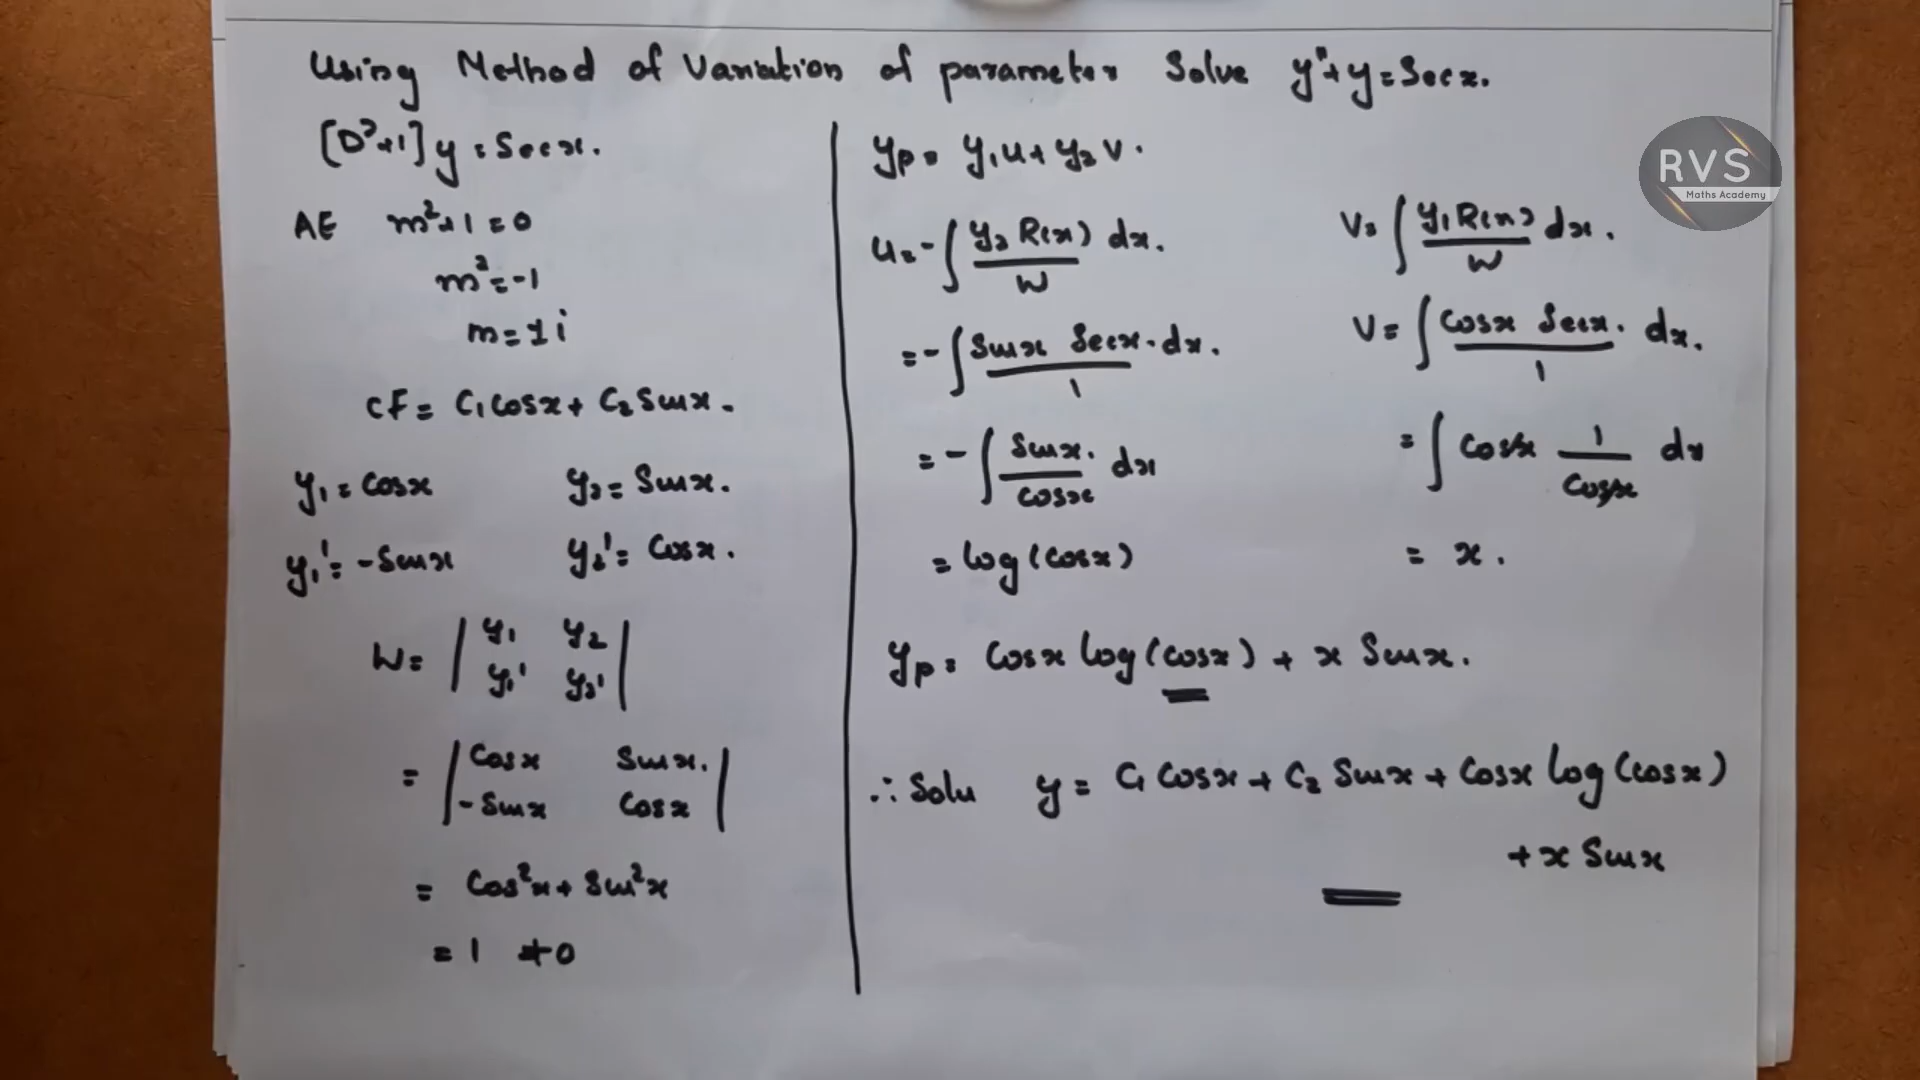 Using Method of Variation of parameter Solve y"+y=Secx.
[D²+1]y = Secx.
AE m²+1=0
m²=-1
m=±i
CF= C₁Cosx+ C₂Sinx.
y₁=Cosx y₂=Sinx.
y₁'=-Sinx y₂'=Cosx.
W= | y₁ y₂ |
| y₁' y₂' |
= | Cosx Sinx. |
| -Sinx Cosx |
= Cos²x+Sin²x
= 1 ≠0
yp= y₁u+y₂v.
u=-∫ y₂R(x)/W dx.
=-∫ Sinx Secx/1 .dx.
=-∫ Sinx./Cosx dx
= log(Cosx)
V=∫ y₁R(x)/W dx.
V=∫ Cosx Secx./1 dx.
=∫ Cosx 1/Cosx dx
= x.
yp= Cosx log(Cosx) + x Sinx.
∴ Solu y= C₁Cosx+C₂Sinx+Cosx log(Cosx)
+x Sinx
RVS
Maths Academy